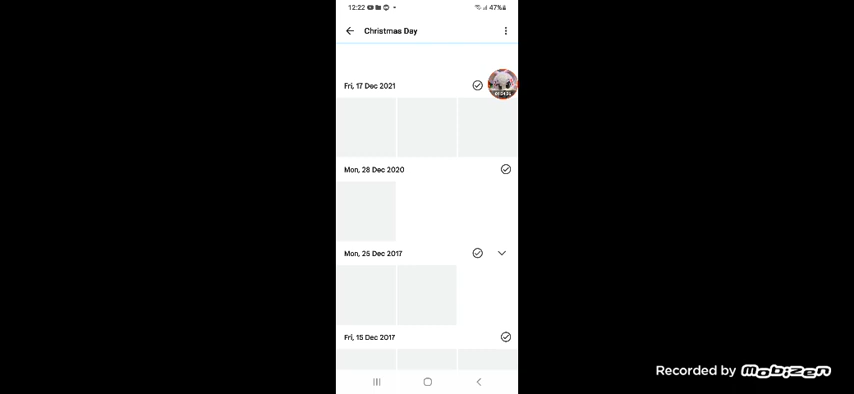 12:22
47%
Christmas Day
Fri, 17 Dec 2021
Mon, 28 Dec 2020
Mon, 25 Dec 2017
Fri, 15 Dec 2017
Recorded by mobizen